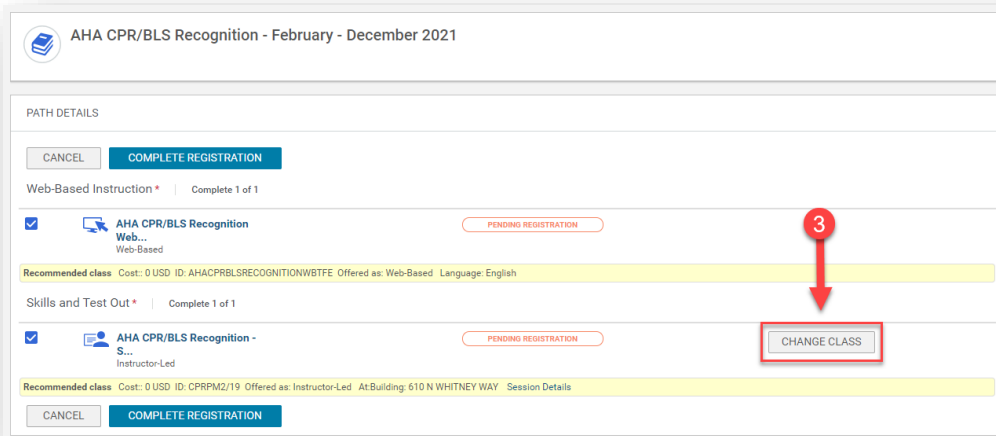 AHA CPR/BLS Recognition - February - December 2021
PATH DETAILS
CANCEL COMPLETE REGISTRATION
Web-Based Instruction * Complete 1 of 1
AHA CPR/BLS Recognition
Web...
PENDING REGISTRATION
Web-Based
3
Recommended class Cost:: 0 USD ID: AHACPRBLSRECOGNITIONWBTFE Offered as: Web-Based Language: English
Skills and Test Out * Complete 1 of 1
AHA CPR/BLS Recognition -
S...
PENDING REGISTRATION
CHANGE CLASS
Instructor-Led
Recommended class Cost:: 0 USD ID: CPRPM2/19 Offered as: Instructor-Led At:Building: 610 N WHITNEY WAY Session Details
CANCEL COMPLETE REGISTRATION